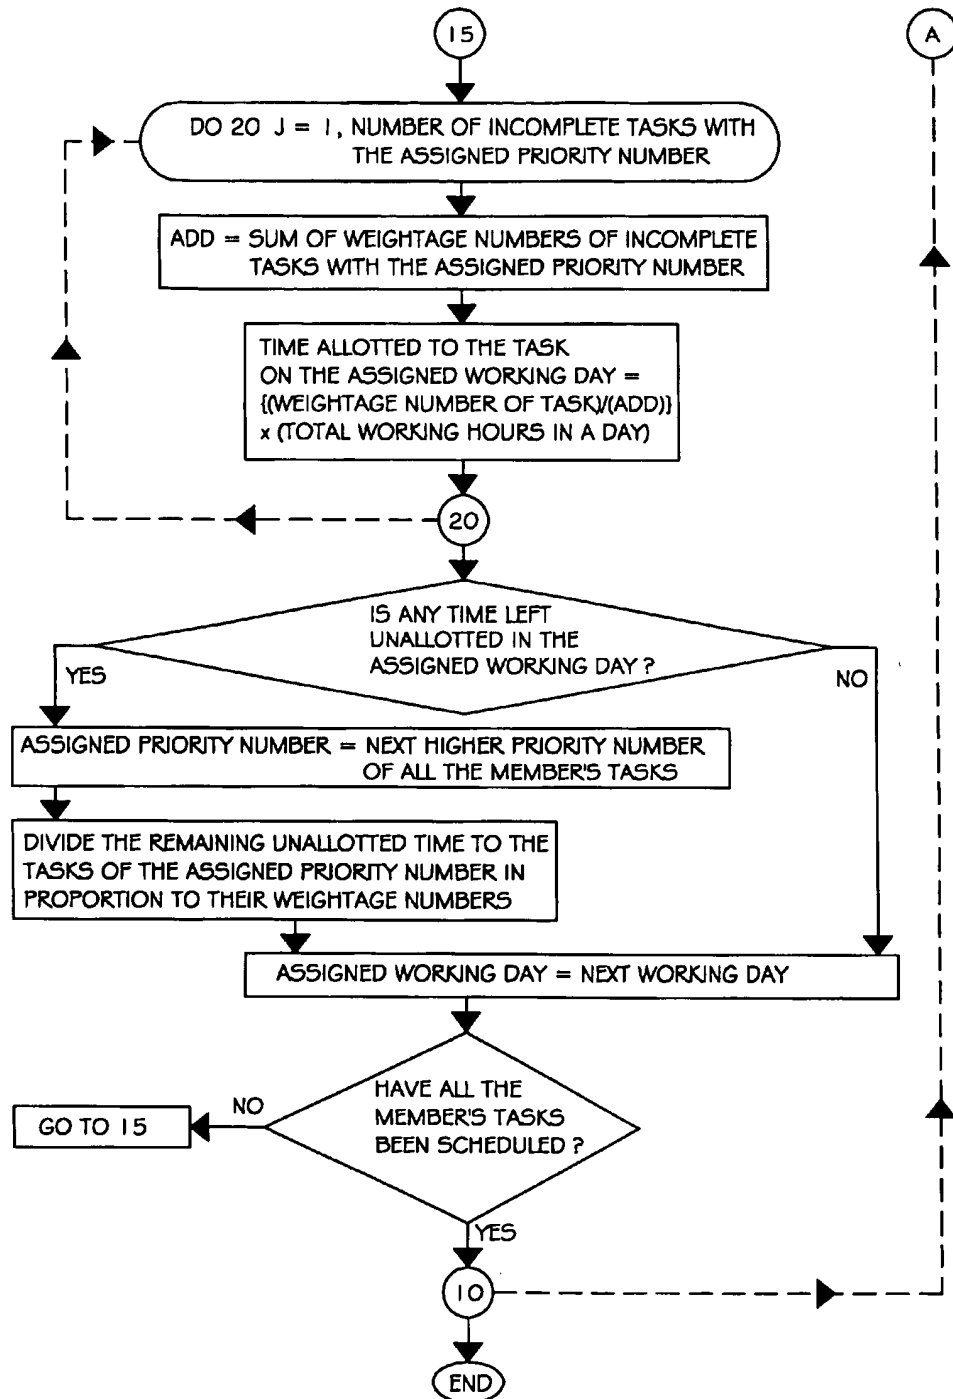 15
A
DO 20 J = 1, NUMBER OF INCOMPLETE TASKS WITH
THE ASSIGNED PRIORITY NUMBER
ADD = SUM OF WEIGHTAGE NUMBERS OF INCOMPLETE
TASKS WITH THE ASSIGNED PRIORITY NUMBER
TIME ALLOTTED TO THE TASK
ON THE ASSIGNED WORKING DAY =
{(WEIGHTAGE NUMBER OF TASK)/(ADD)}
x (TOTAL WORKING HOURS IN A DAY)
20
IS ANY TIME LEFT
UNALLOTTED IN THE
ASSIGNED WORKING DAY ?
YES
NO
ASSIGNED PRIORITY NUMBER = NEXT HIGHER PRIORITY NUMBER
OF ALL THE MEMBER'S TASKS
DIVIDE THE REMAINING UNALLOTTED TIME TO THE
TASKS OF THE ASSIGNED PRIORITY NUMBER IN
PROPORTION TO THEIR WEIGHTAGE NUMBERS
ASSIGNED WORKING DAY = NEXT WORKING DAY
HAVE ALL THE
MEMBER'S TASKS
BEEN SCHEDULED ?
NO
GO TO 15
YES
10
END